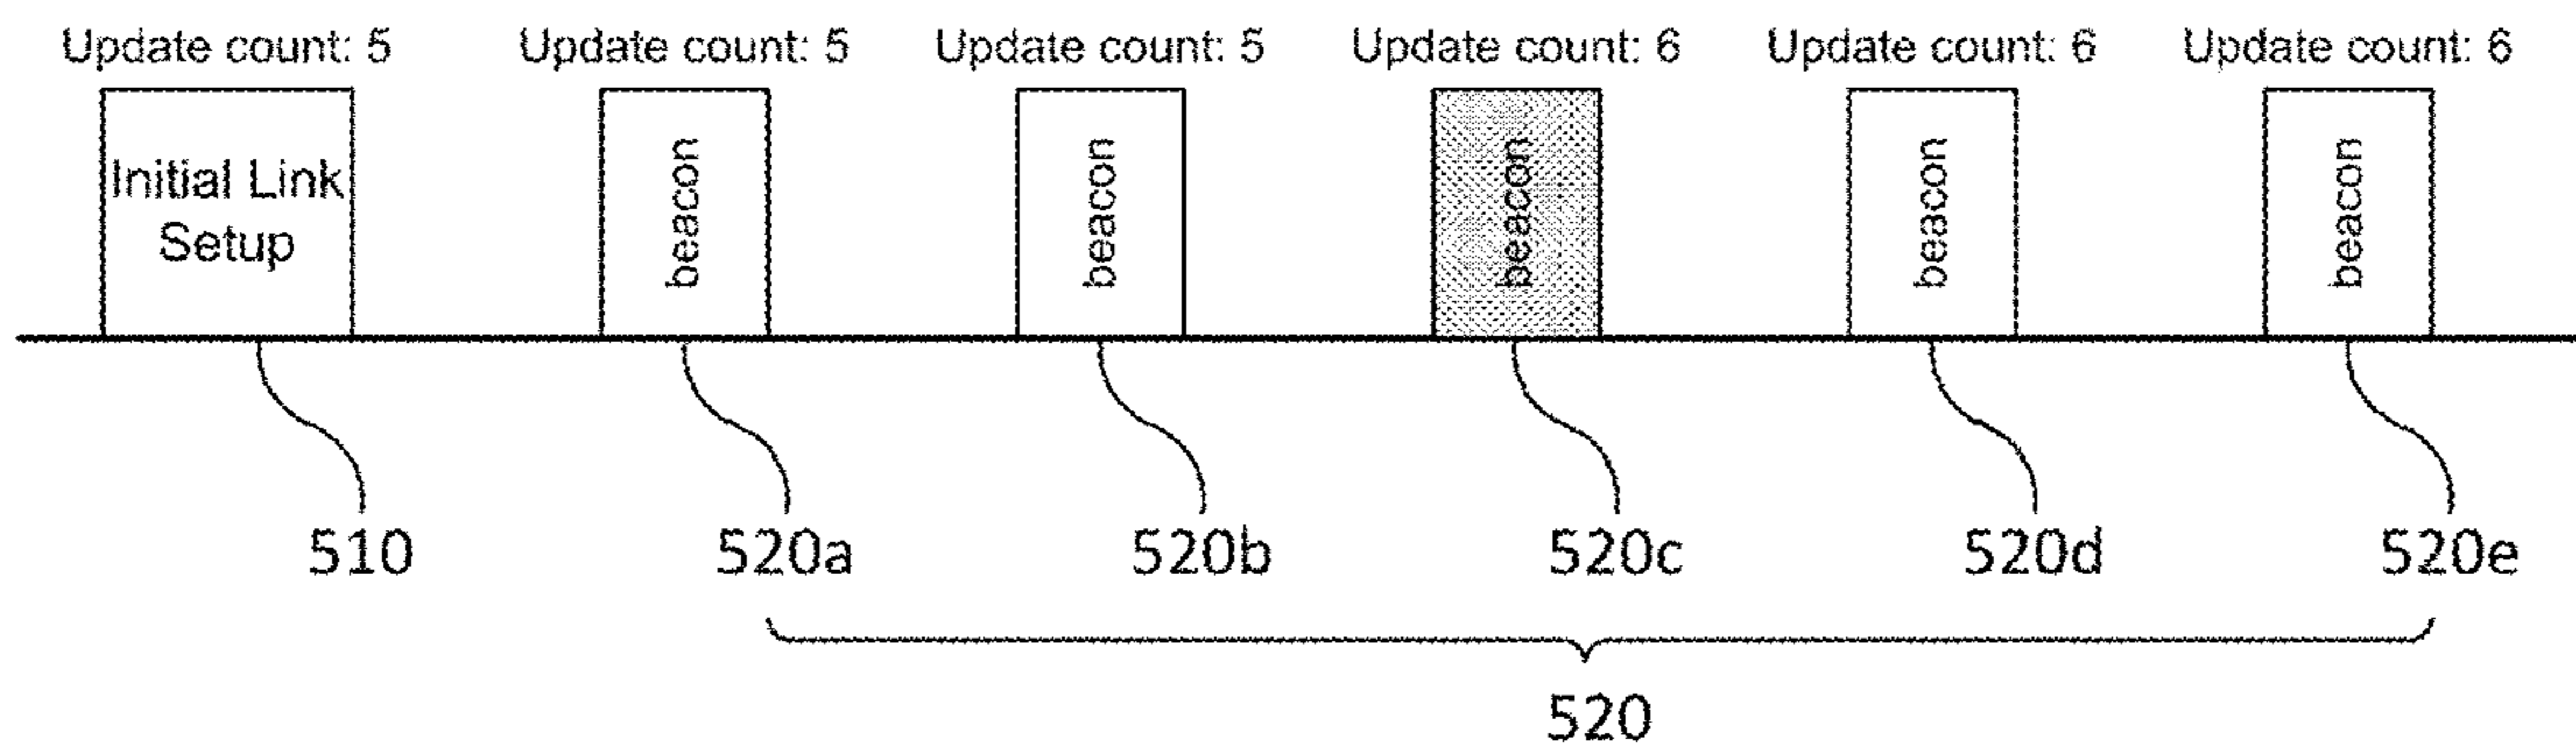 Update count: 5 Update count: 5 Update count: 5 Update count: 6 Update count: 6 Update count: 6
Initial Link
Setup
beacon
beacon
beacon
beacon
beacon
510 520a 520b 520c 520d 520e
520